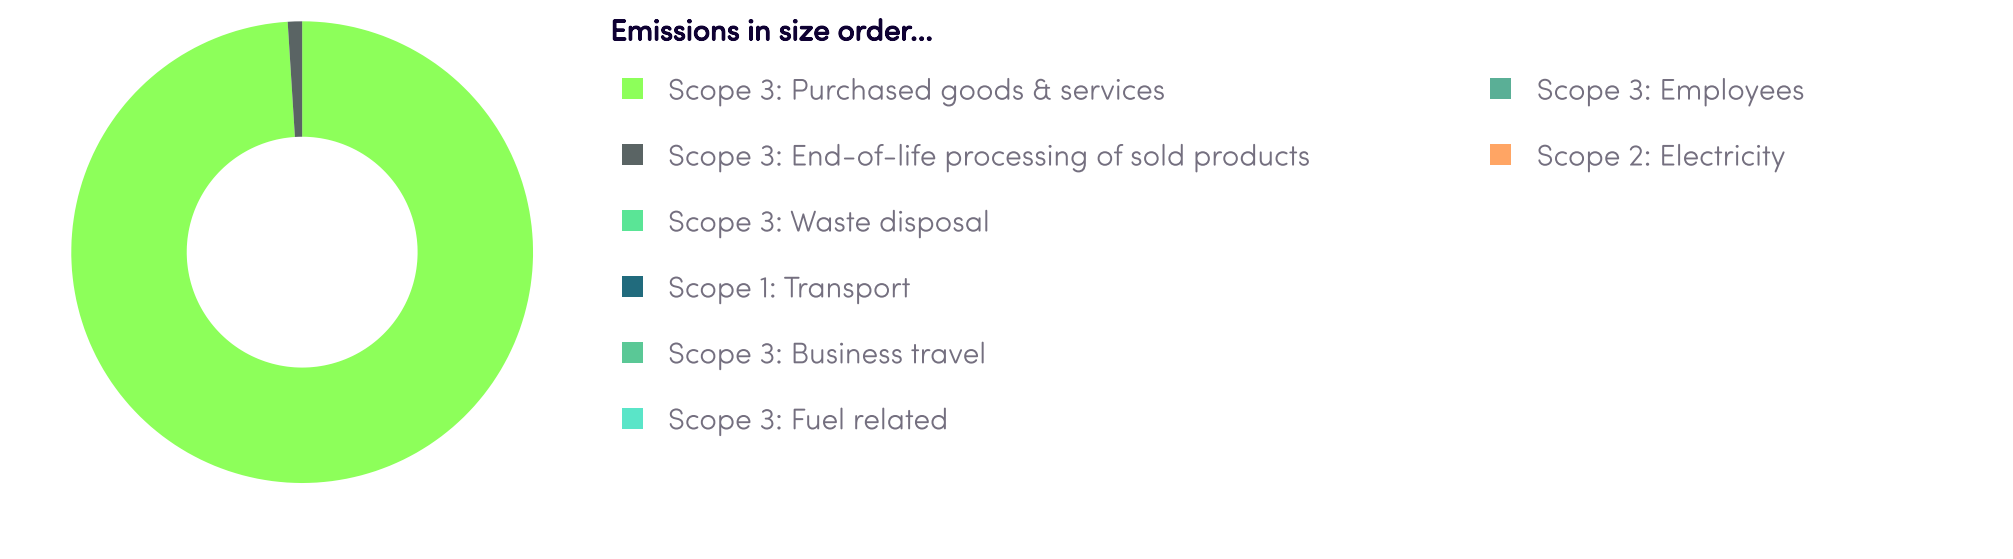 Emissions in size order...
Scope 3: Purchased goods & services
Scope 3: End-of-life processing of sold products
Scope 3: Waste disposal
Scope 1: Transport
Scope 3: Business travel
Scope 3: Fuel related
Scope 3: Employees
Scope 2: Electricity